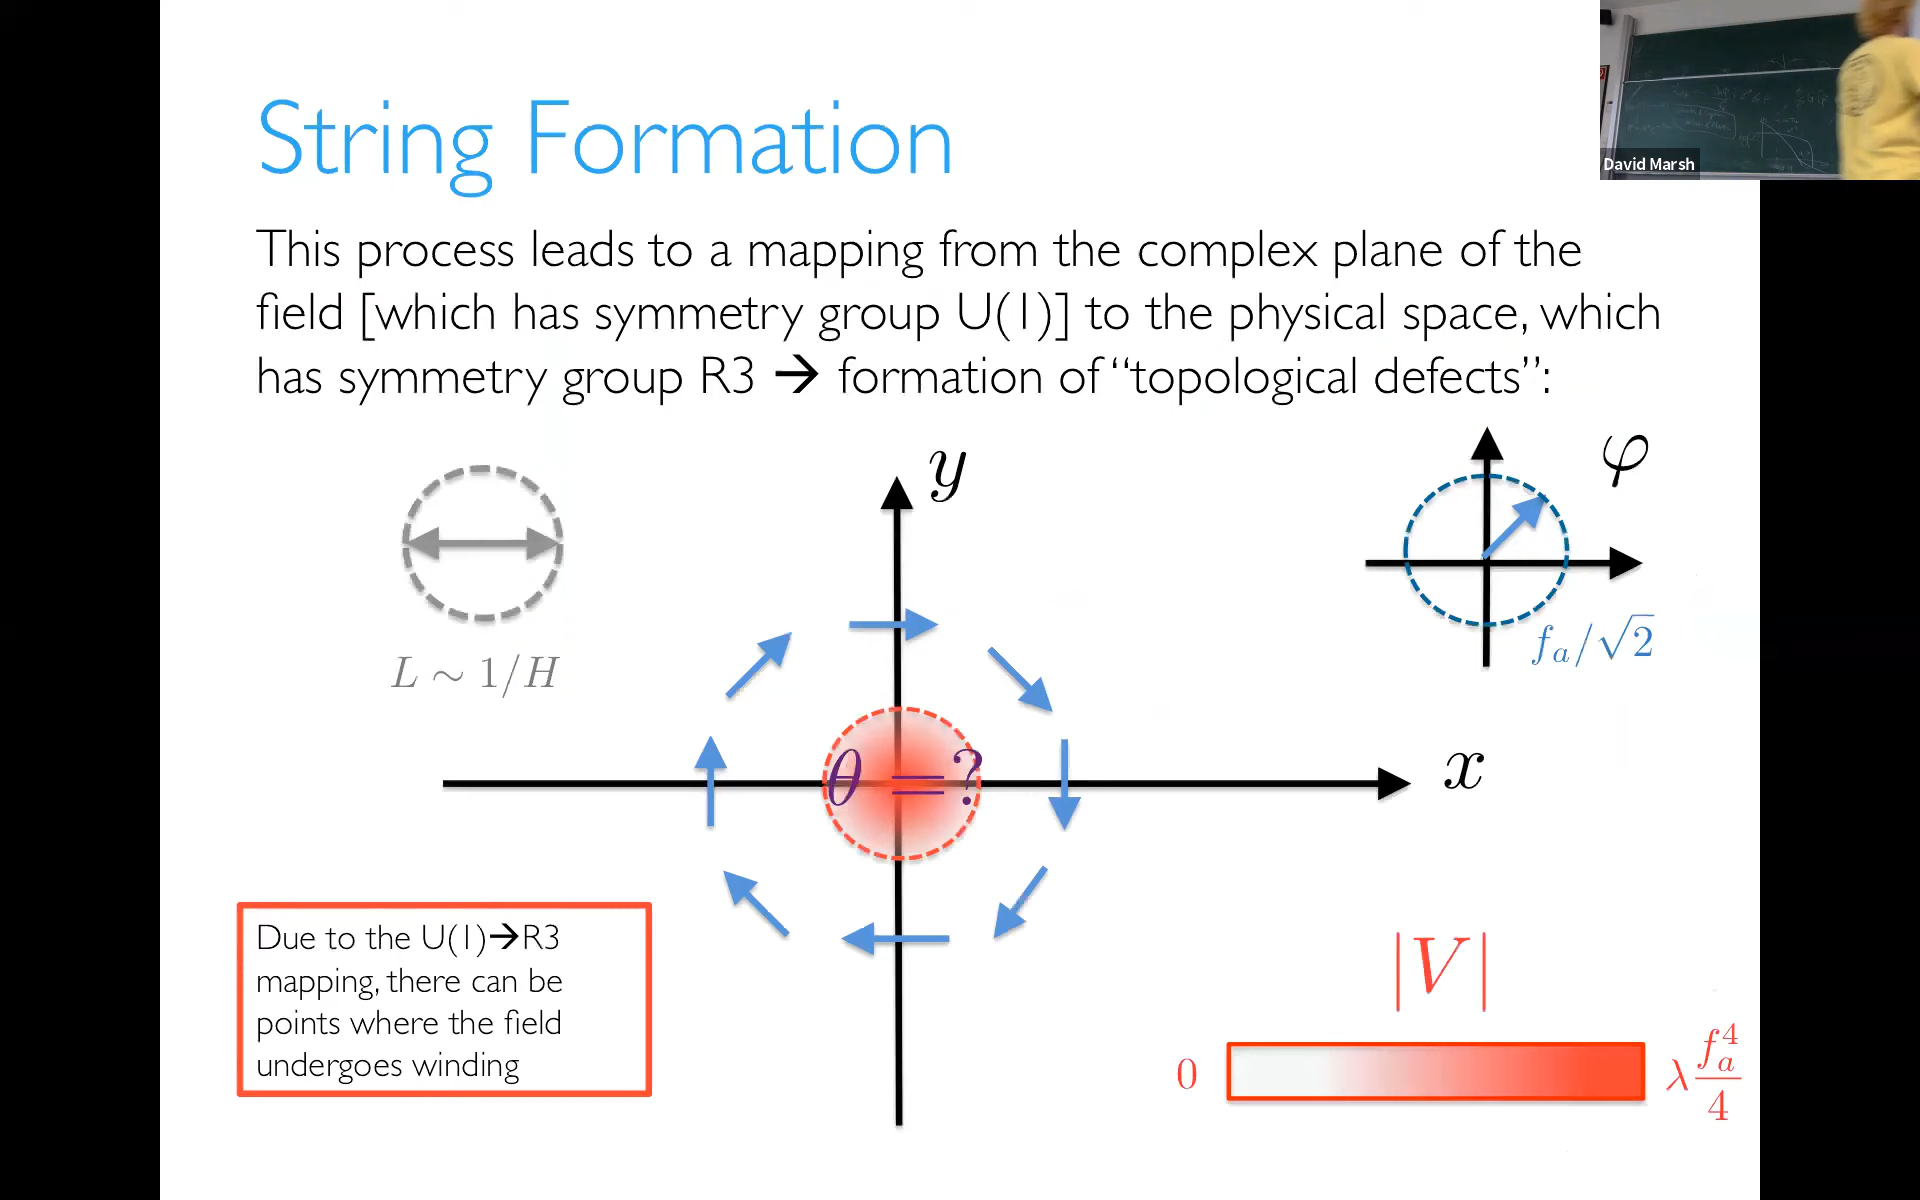 String Formation
David Marsh
This process leads to a mapping from the complex plane of the
field [which has symmetry group U(1)] to the physical space, which
has symmetry group R3 → formation of “topological defects”:
y
φ
f_a/√2
L ∼ 1/H
θ =?
x
Due to the U(1)→R3
mapping, there can be
points where the field
undergoes winding
|V|
0
λ f_a^4/4